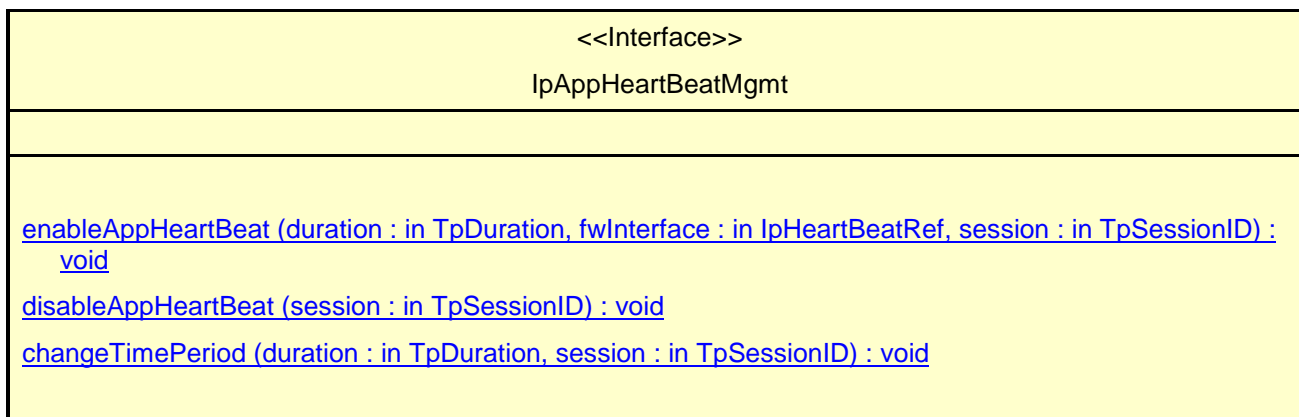 <<Interface>>
IpAppHeartBeatMgmt
enableAppHeartBeat (duration : in TpDuration, fwInterface : in IpHeartBeatRef, session : in TpSessionID) :
void
disableAppHeartBeat (session : in TpSessionID) : void
changeTimePeriod (duration : in TpDuration, session : in TpSessionID) : void